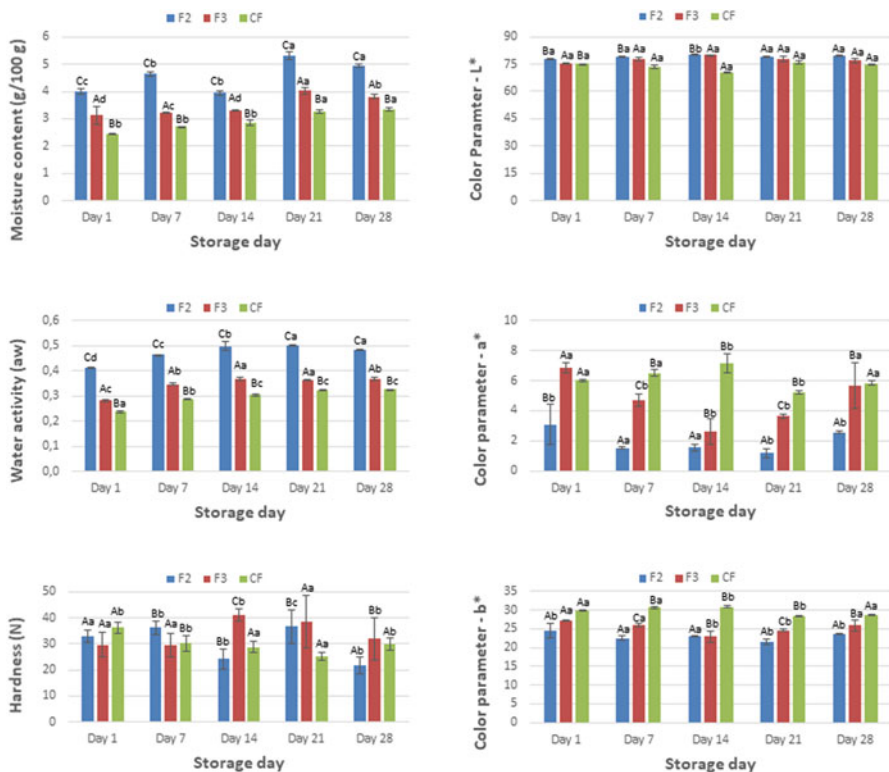 F2 F3 CF
Moisture content (g/100 g)
6
5
4
3
2
1
0
Cc Ad Bb
Cb Ac Bb
Cb Ad Bb
Ca Aa Ba
Ca Ab Ba
Day 1 Day 7 Day 14 Day 21 Day 28
Storage day
F2 F3 CF
Color Paramter - L*
90
75
60
45
30
15
0
Ba Aa Ba
Ba Aa Aa
Bb Aa Aa
Aa Aa Aa
Ba Aa Aa
Day 1 Day 7 Day 14 Day 21 Day 28
Storage day
F2 F3 CF
Water activity (aw)
0,6
0,5
0,4
0,3
0,2
0,1
0,0
Cd Ac Ba
Cc Ab Bb
Cb Aa Bc
Ca Aa Bc
Ca Ab Bc
Day 1 Day 7 Day 14 Day 21 Day 28
Storage day
F2 F3 CF
Color parameter - a*
10
8
6
4
2
0
Bb Aa Aa
Aa Cb Ba
Aa Bb Bb
Ab Cb Bb
Ab Ba Aa
Day 1 Day 7 Day 14 Day 21 Day 28
Storage day
F2 F3 CF
Hardness (N)
50
40
30
20
10
0
Aa Aa Ab
Bb Aa Bb
Bb Cb Aa
Bc Aa Aa
Ab Bb Ab
Day 1 Day 7 Day 14 Day 21 Day 28
Storage day
F2 F3 CF
Color parameter - b*
35
30
25
20
15
10
5
0
Ab Aa Aa
Aa Ca Ba
Aa Bb Bb
Ab Cb Bb
Ab Ba Aa
Day 1 Day 7 Day 14 Day 21 Day 28
Storage day